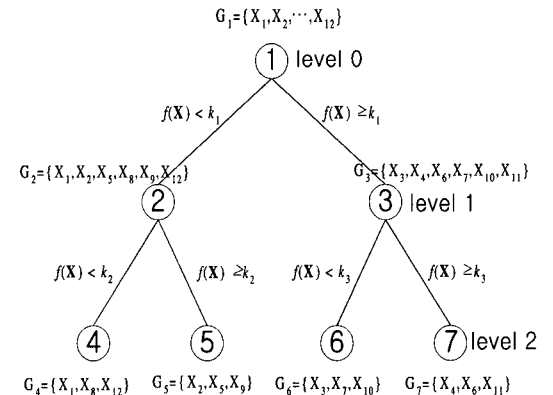 G₁={X₁,X₂,⋯,X₁₂}
1 level 0
f(X) < k₁ f(X) ≥k₁
G₂={X₁,X₂,X₅,X₈,X₉,X₁₂} G₃={X₃,X₄,X₆,X₇,X₁₀,X₁₁}
2 3 level 1
f(X) < k₂ f(X) ≥k₂ f(X) < k₃ f(X) ≥k₃
4 5 6 7 level 2
G₄={X₁,X₈,X₁₂} G₅={X₂,X₅,X₉} G₆={X₃,X₇,X₁₀} G₇={X₄,X₆,X₁₁}